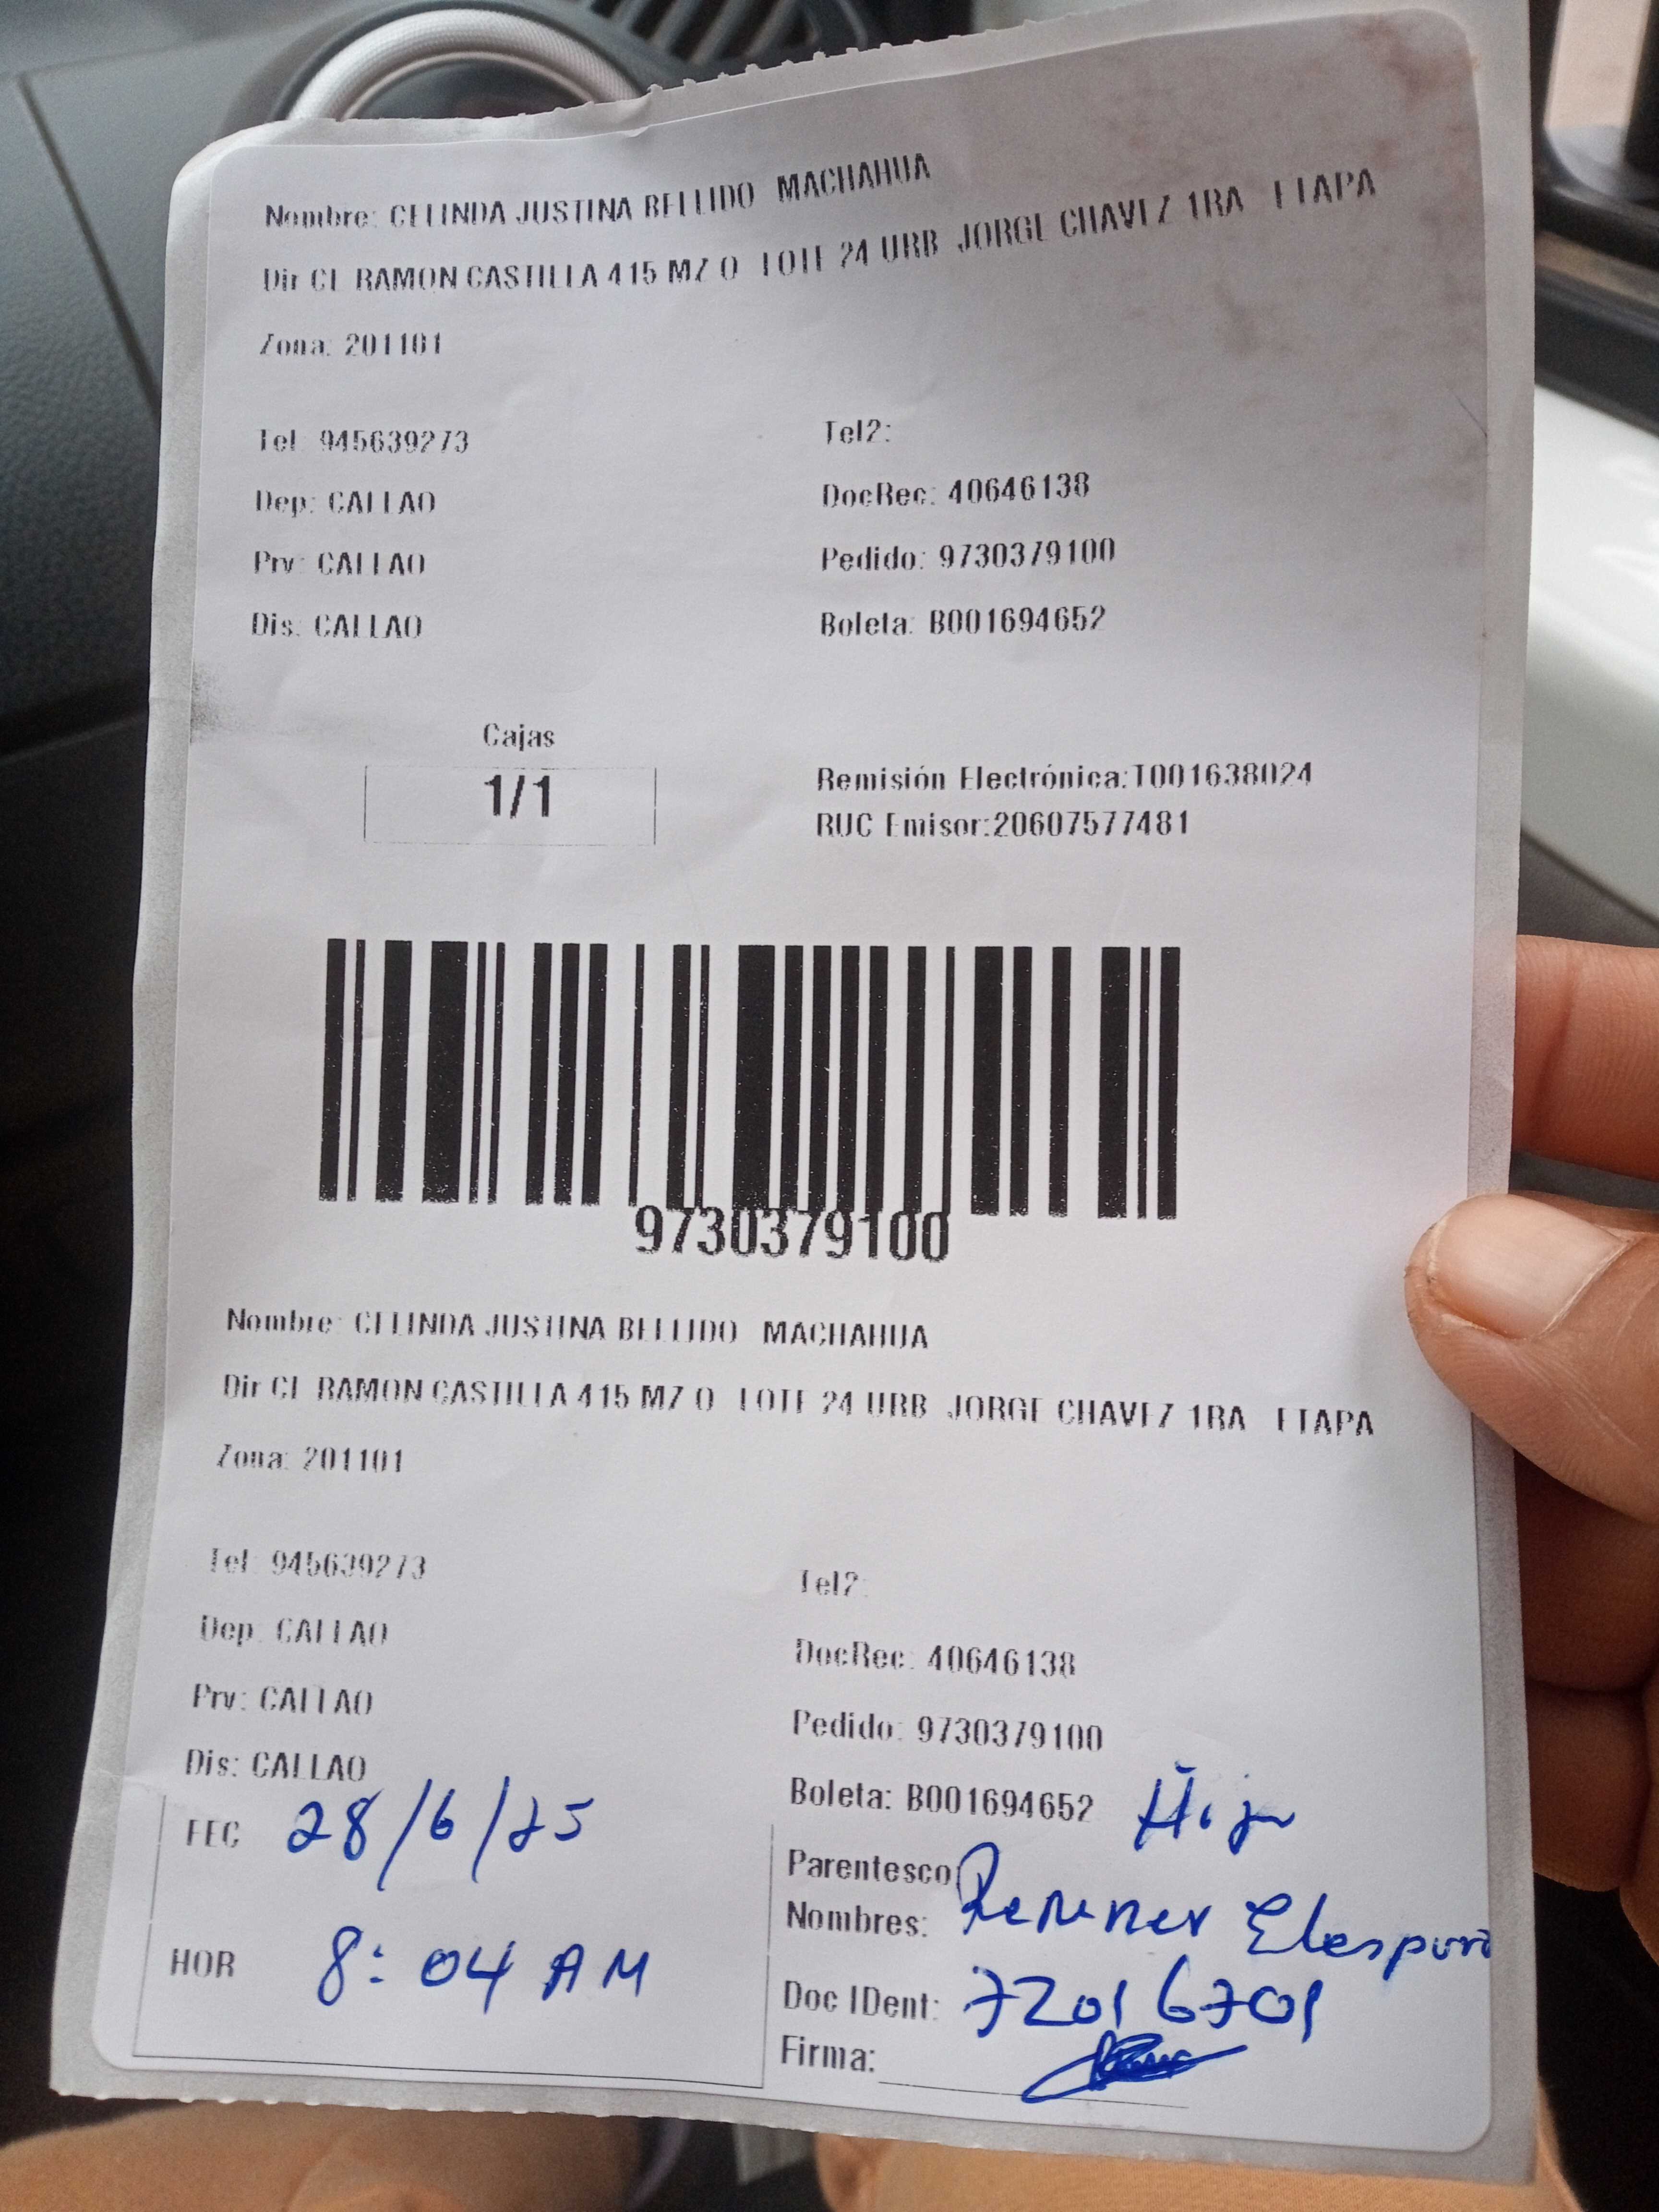 Nombre: CELINDA JUSTINA BELLIDO MACHAHUA
Dir CL RAMON CASTILLA 415 MZ O LOTE 24 URB JORGE CHAVEZ 1RA ETAPA
Zona: 201101
Tel: 945639273 Tel2:
Dep: CALLAO DocRec: 40646138
Prv: CALLAO Pedido: 9730379100
Dis: CALLAO Boleta: B001694652
Cajas
1/1
Remisión Electrónica:T001638024
RUC Emisor:20607577481
9730379100
Nombre: CELINDA JUSTINA BELLIDO MACHAHUA
Dir CL RAMON CASTILLA 415 MZ O LOTE 24 URB JORGE CHAVEZ 1RA ETAPA
Zona: 201101
Tel: 945639273 Tel2:
Dep: CALLAO DocRec: 40646138
Prv: CALLAO Pedido: 9730379100
Dis: CALLAO Boleta: B001694652
FEC 28/6/25
HOR 8:04 AM
Parentesco Hijo
Nombres: Elespuro
Doc IDent: 72016701
Firma: